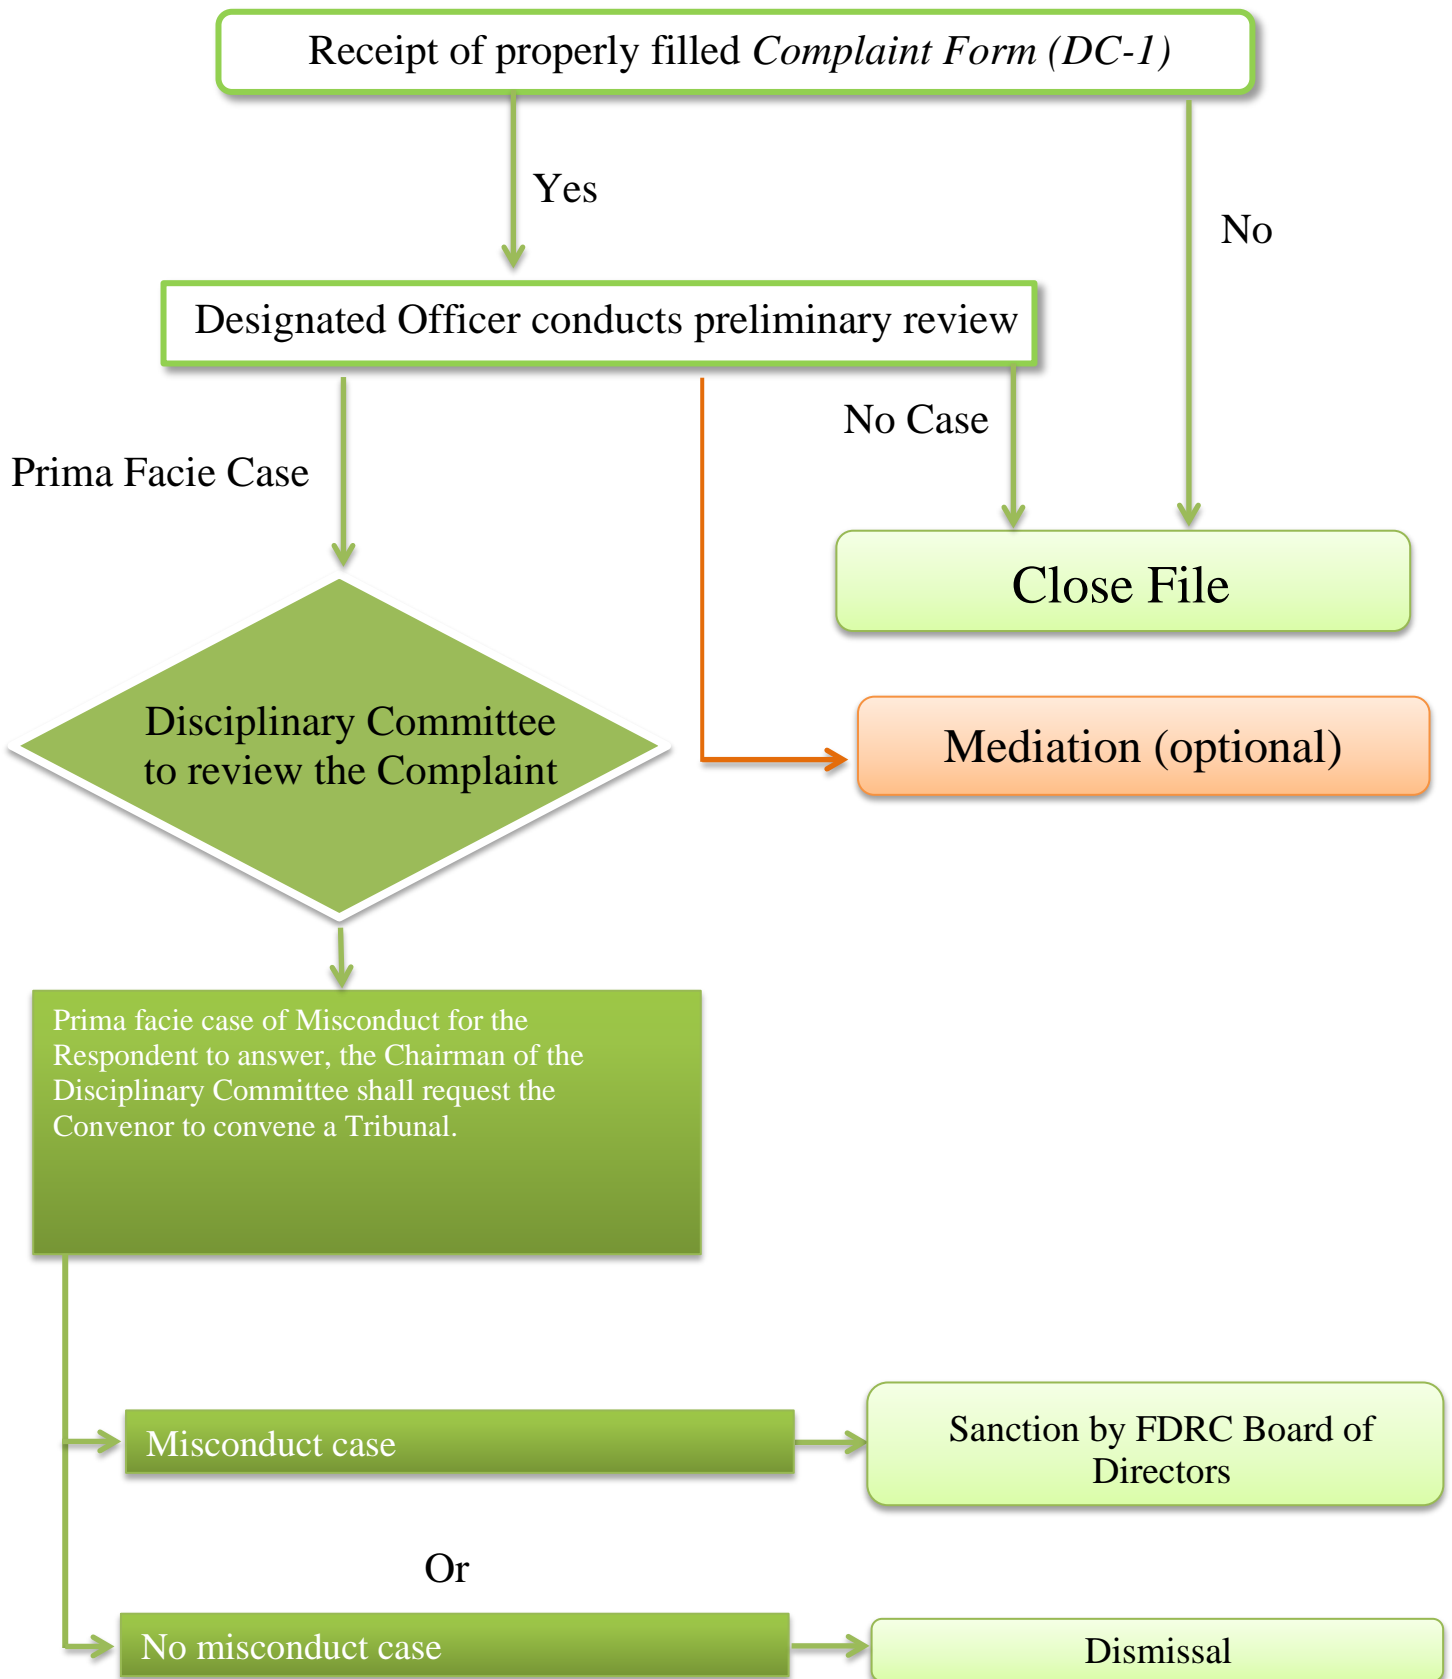 Receipt of properly filled Complaint Form (DC-1)
Yes
No
Designated Officer conducts preliminary review
No Case
Prima Facie Case
Close File
Disciplinary Committee
to review the Complaint
Mediation (optional)
Prima facie case of Misconduct for the
Respondent to answer, the Chairman of the
Disciplinary Committee shall request the
Convenor to convene a Tribunal.
Misconduct case
Sanction by FDRC Board of
Directors
Or
No misconduct case
Dismissal